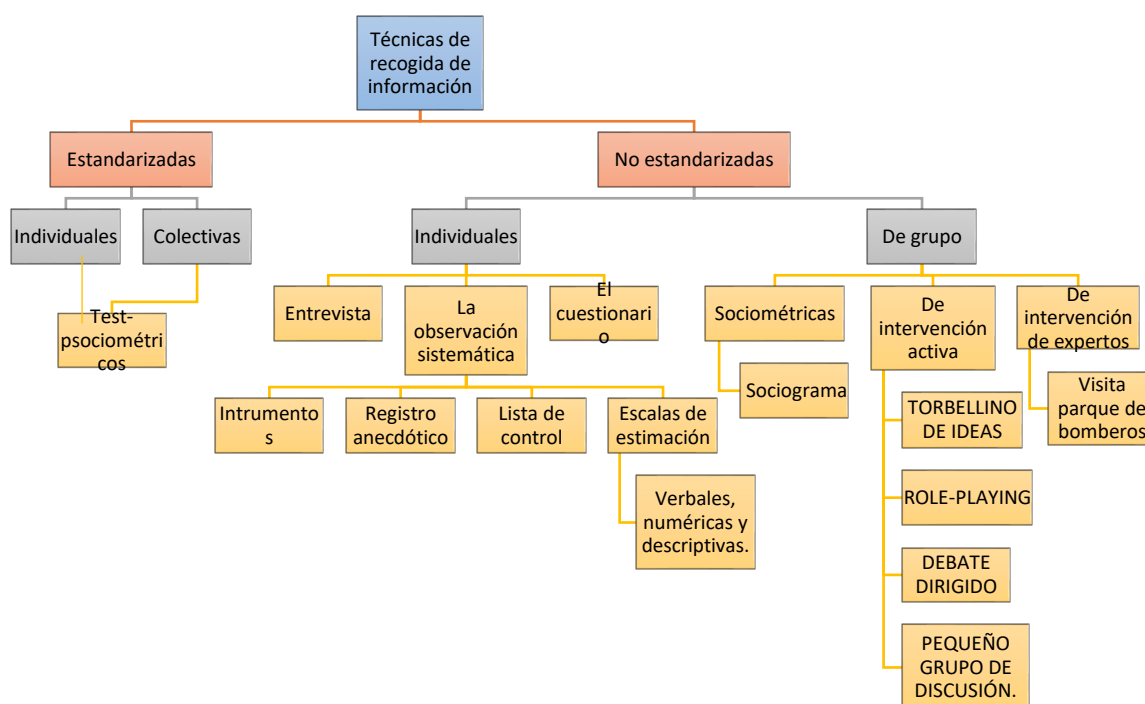 Técnicas de
recogida de
información
Estandarizadas
No estandarizadas
Individuales
Colectivas
Individuales
De grupo
Test-
psociométri
cos
Entrevista
La
observación
sistemática
El
cuestionari
o
Sociométricas
De
intervención
activa
De
intervención
de expertos
Sociograma
Visita
parque de
bomberos
Intrumento
s
Registro
anecdótico
Lista de
control
Escalas de
estimación
TORBELLINO
DE IDEAS
Verbales,
numéricas y
descriptivas.
ROLE-PLAYING
DEBATE
DIRIGIDO
PEQUEÑO
GRUPO DE
DISCUSIÓN.